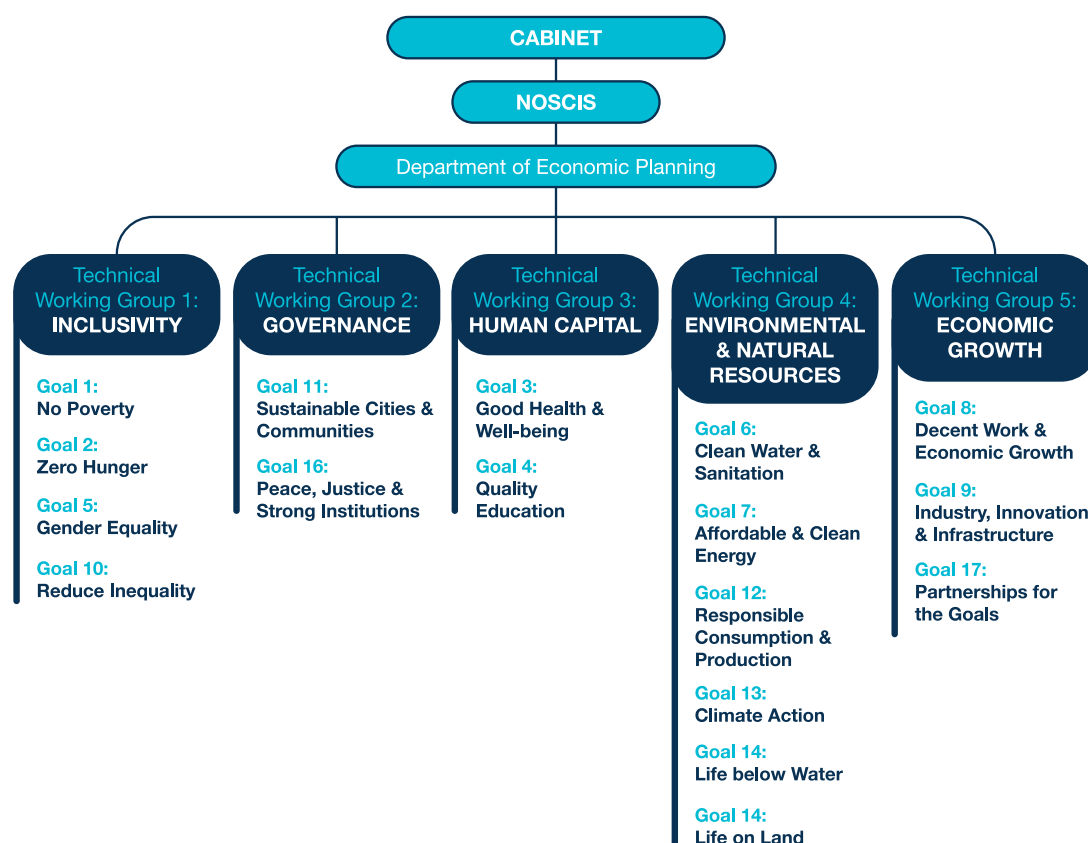 CABINET
NOSCIS
Department of Economic Planning
Technical
Working Group 1:
INCLUSIVITY
Goal 1:
No Poverty
Goal 2:
Zero Hunger
Goal 5:
Gender Equality
Goal 10:
Reduce Inequality
Technical
Working Group 2:
GOVERNANCE
Goal 11:
Sustainable Cities &
Communities
Goal 16:
Peace, Justice &
Strong Institutions
Technical
Working Group 3:
HUMAN CAPITAL
Goal 3:
Good Health &
Well-being
Goal 4:
Quality
Education
Technical
Working Group 4:
ENVIRONMENTAL
& NATURAL
RESOURCES
Goal 6:
Clean Water &
Sanitation
Goal 7:
Affordable & Clean
Energy
Goal 12:
Responsible
Consumption &
Production
Goal 13:
Climate Action
Goal 14:
Life below Water
Goal 14:
Life on Land
Technical
Working Group 5:
ECONOMIC
GROWTH
Goal 8:
Decent Work &
Economic Growth
Goal 9:
Industry, Innovation
& Infrastructure
Goal 17:
Partnerships for
the Goals